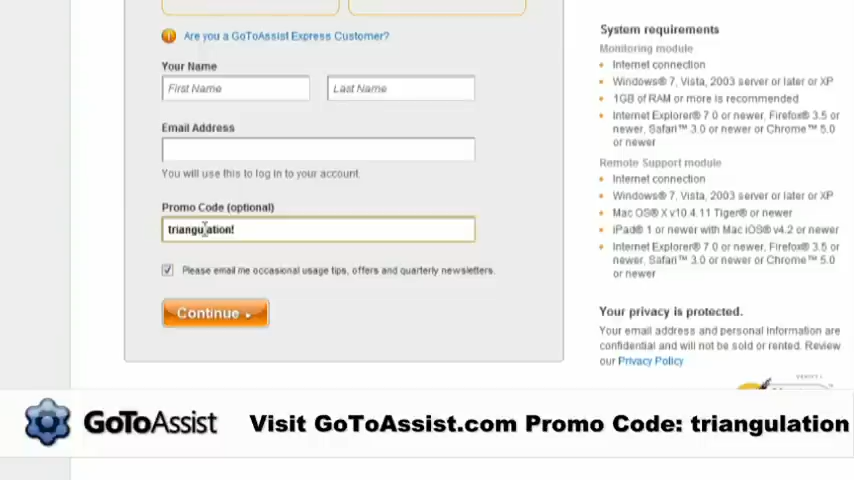 Are you a GoToAssist Express Customer?
Your Name
First Name
Last Name
Email Address
You will use this to log in to your account.
Promo Code (optional)
triangulation!
Please email me occasional usage tips, offers and quarterly newsletters.
Continue
System requirements
Monitoring module
Internet connection
Windows® 7, Vista, 2003 server or later or XP
1GB of RAM or more is recommended
Internet Explorer® 7.0 or newer, Firefox® 3.5 or
newer, Safari™ 3.0 or newer or Chrome™ 5.0
or newer
Remote Support module
Internet connection
Windows® 7, Vista, 2003 server or later or XP
Mac OS® X v10.4.11 Tiger® or newer
iPad® 1 or newer with Mac iOS® v4.2 or newer
Internet Explorer® 7.0 or newer, Firefox® 3.5 or
newer, Safari™ 3.0 or newer or Chrome™ 5.0
or newer
Your privacy is protected.
Your email address and personal information are
confidential and will not be sold or rented. Review
our Privacy Policy
GoToAssist
Visit GoToAssist.com Promo Code: triangulation